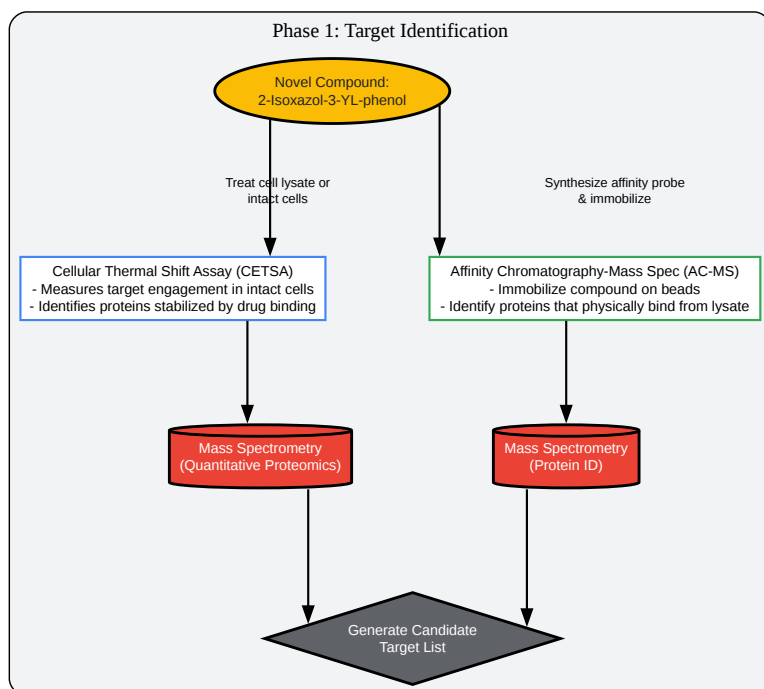 Phase 1: Target Identification
Novel Compound:
2-Isoxazol-3-YL-phenol
Treat cell lysate or
intact cells
Synthesize affinity probe
& immobilize
Cellular Thermal Shift Assay (CETSA)
- Measures target engagement in intact cells
- Identifies proteins stabilized by drug binding
Affinity Chromatography-Mass Spec (AC-MS)
- Immobilize compound on beads
- Identify proteins that physically bind from lysate
Mass Spectrometry
(Quantitative Proteomics)
Mass Spectrometry
(Protein ID)
Generate Candidate
Target List